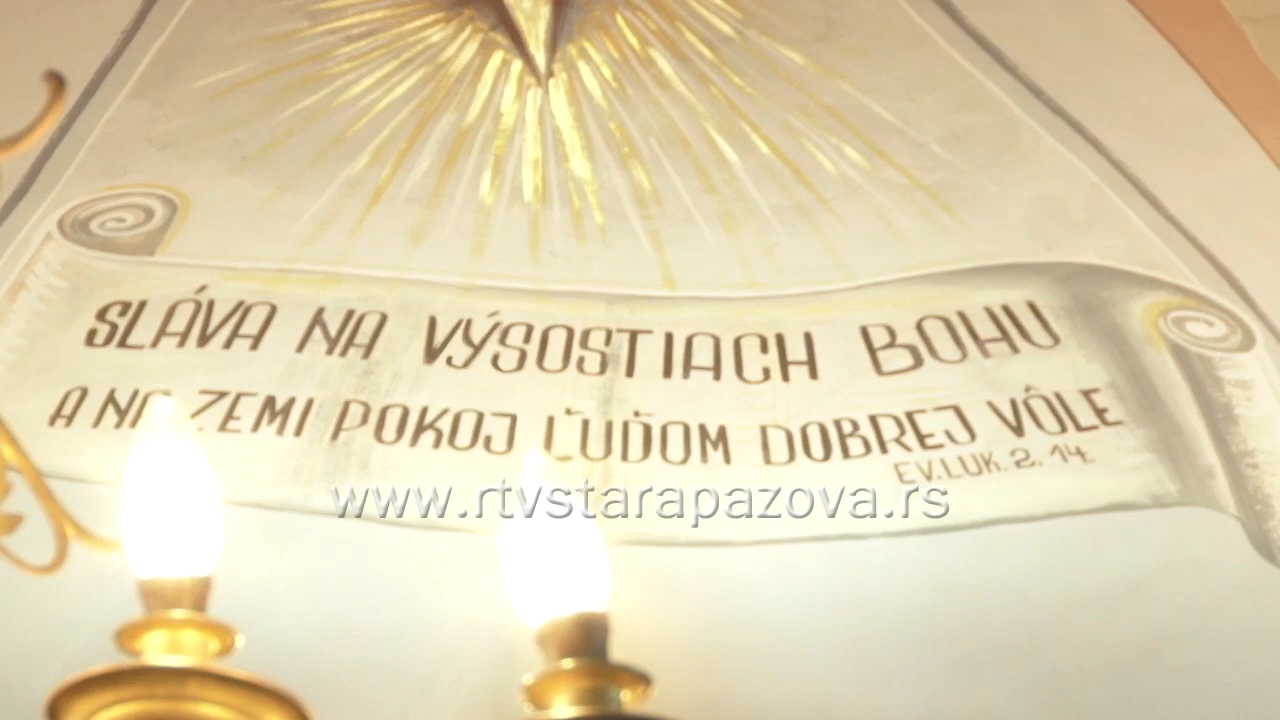 SLÁVA NA VÝSOSTIACH BOHU
A NA ZEMI POKOJ ĽUĎOM DOBREJ VÔLE
EV. LUK. 2. 14.
www.rtvstarapazova.rs